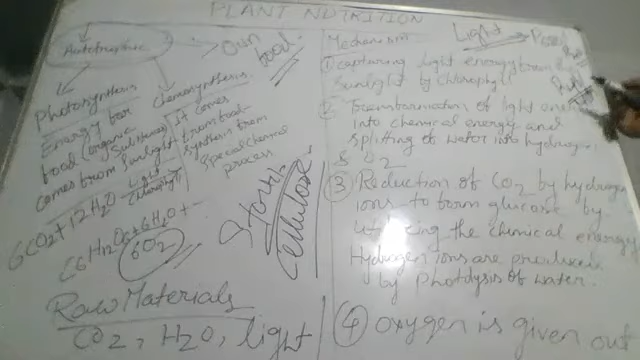 PLANT NUTRITION
Autotrophic
Own
food
Photosynthesis
Energy for
food (organic
Substances)
comes from sunlight
Chemosynthesis
It comes
from food
synthesis from
special chemical
process
6CO2 + 12H2O Light
Chlorophyll
C6H12O6 + 6H2O +
6O2
Starch
Cellulose
Raw Materials
CO2, H2O, light
Mechanism
Light
① Capturing light energy from
Sunlight by chlorophyll
② Transformation of light
into chemical energy and
splitting of water into hydrogen
& O2
③ Reduction of CO2 by hydrogen
ions to form glucose by
utilizing the chemical energy
Hydrogen ions are produced
by Photolysis of water.
④ oxygen is given out